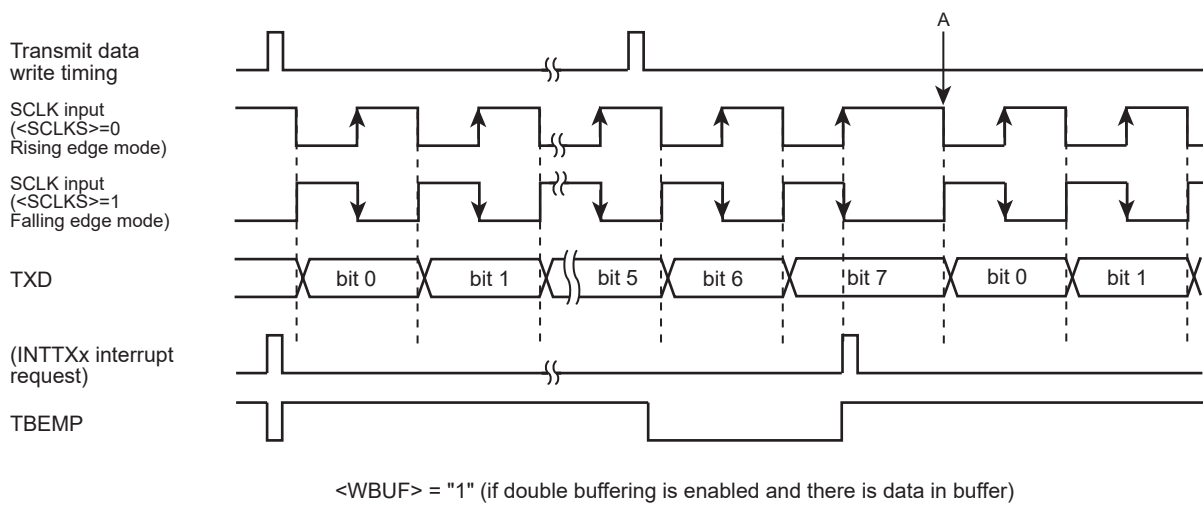 A
Transmit data
write timing
SCLK input
(<SCLKS>=0
Rising edge mode)
SCLK input
(<SCLKS>=1
Falling edge mode)
TXD
bit 0
bit 1
bit 5
bit 6
bit 7
bit 0
bit 1
(INTTXx interrupt
request)
TBEMP
<WBUF> = "1" (if double buffering is enabled and there is data in buffer)